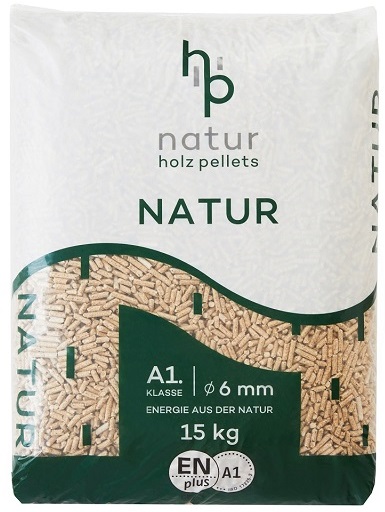 hp
natur
holz pellets
NATUR
NATUR
NATUR
A1.
KLASSE
ø 6 mm
ENERGIE AUS DER NATUR
15 kg
EN
plus
A1